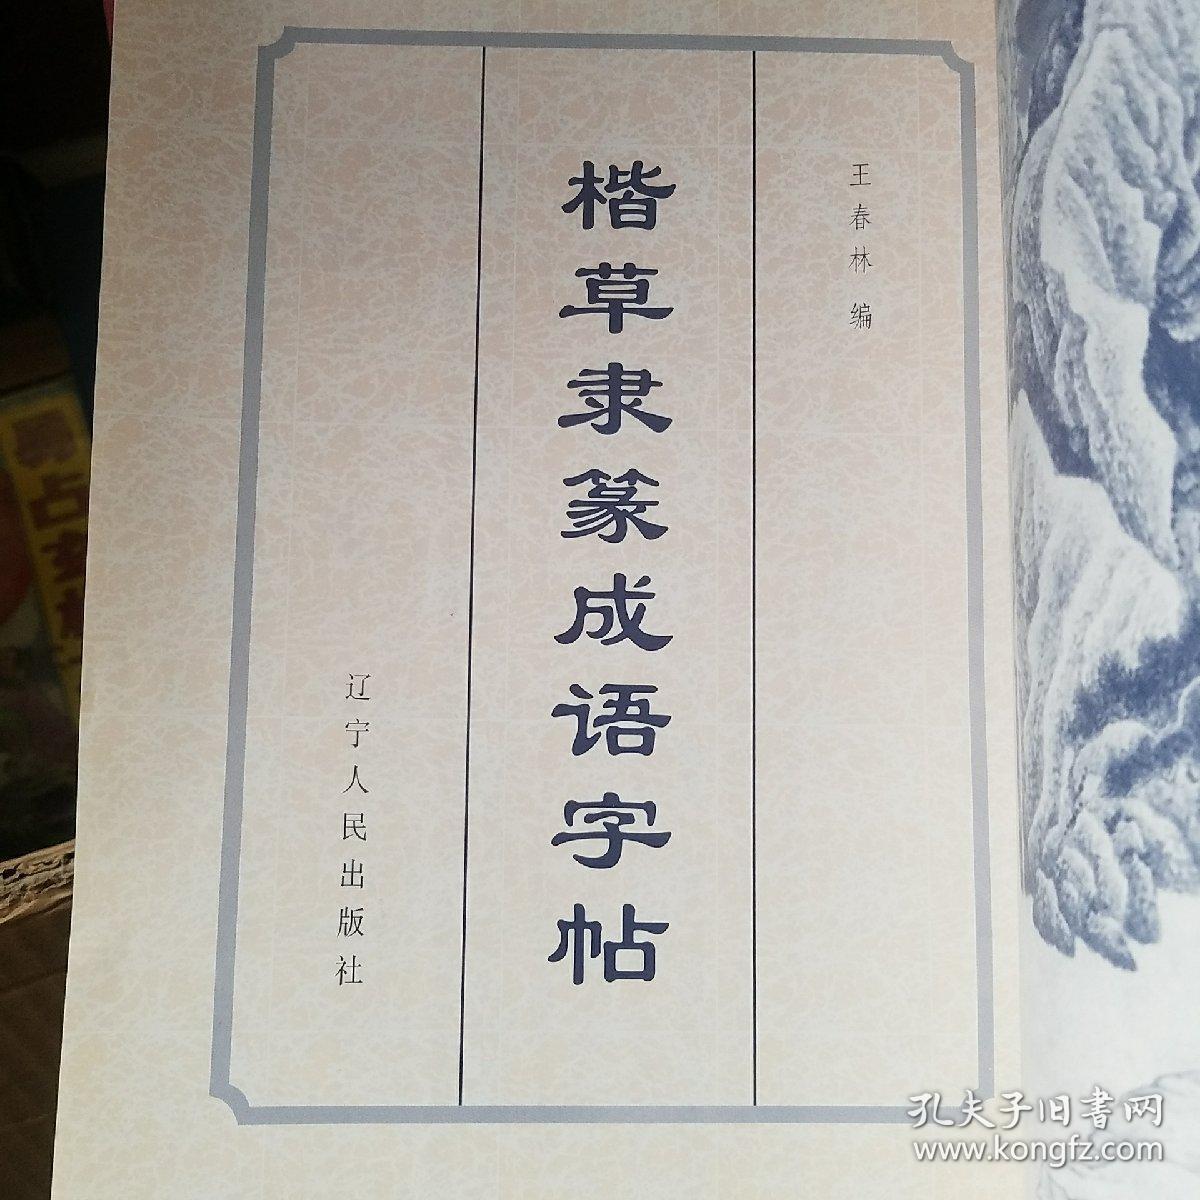 王春林 编
楷草隶篆成语字帖
辽宁人民出版社
孔夫子旧書网
www.kongfz.com